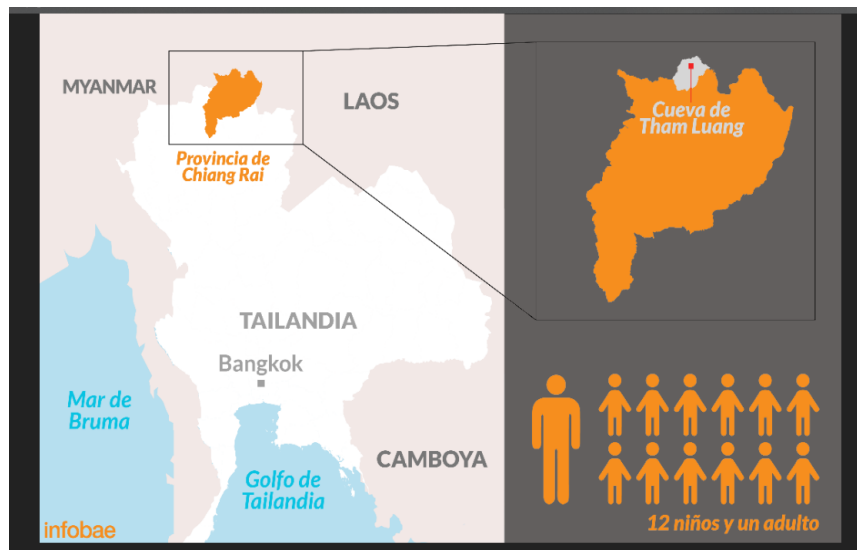 MYANMAR
LAOS
Provincia de
Chiang Rai
TAILANDIA
Bangkok
Mar de
Bruma
Golfo de
Tailandia
CAMBOYA
infobae
Cueva de
Tham Luang
12 niños y un adulto